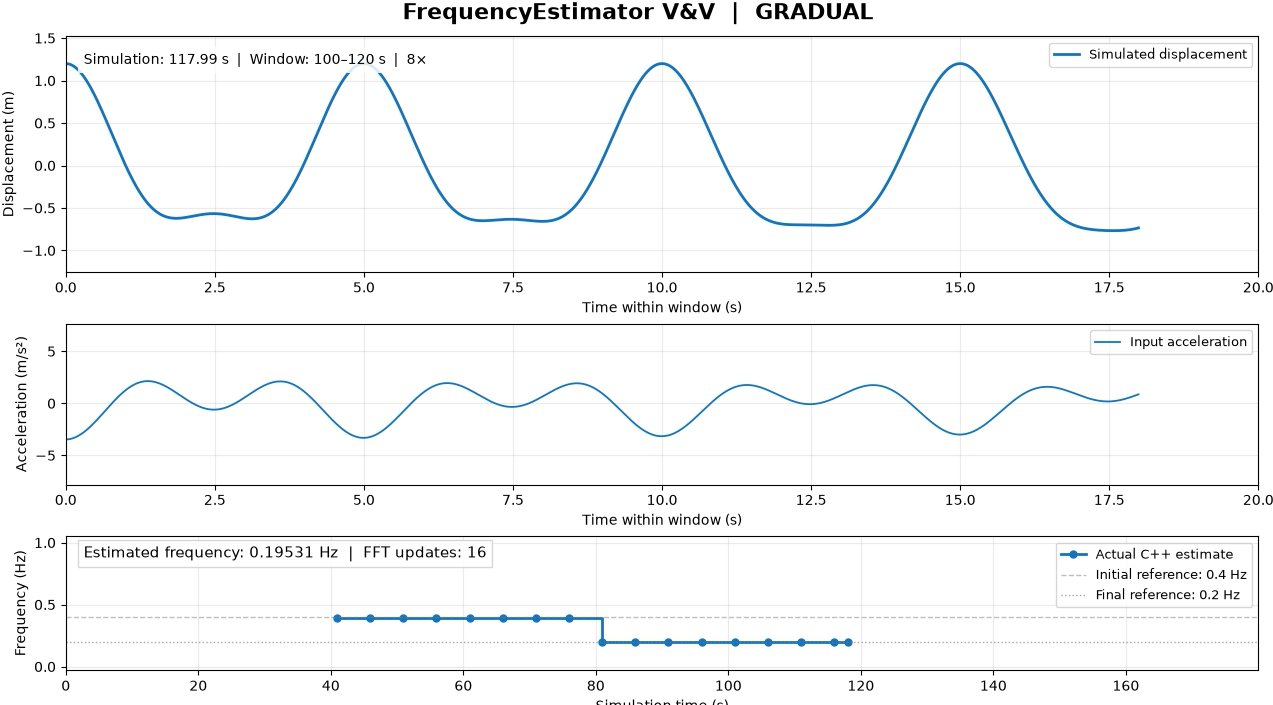 FrequencyEstimator V&V | GRADUAL
Simulation: 117.99 s | Window: 100–120 s | 8×
Simulated displacement
Displacement (m)
1.5
1.0
0.5
0.0
−0.5
−1.0
0.0 2.5 5.0 7.5 10.0 12.5 15.0 17.5 20.0
Time within window (s)
Input acceleration
Acceleration (m/s²)
5
0
−5
0.0 2.5 5.0 7.5 10.0 12.5 15.0 17.5 20.0
Time within window (s)
Estimated frequency: 0.19531 Hz | FFT updates: 16
Actual C++ estimate
Initial reference: 0.4 Hz
Final reference: 0.2 Hz
Frequency (Hz)
1.0
0.5
0.0
0 20 40 60 80 100 120 140 160
Simulation time (s)